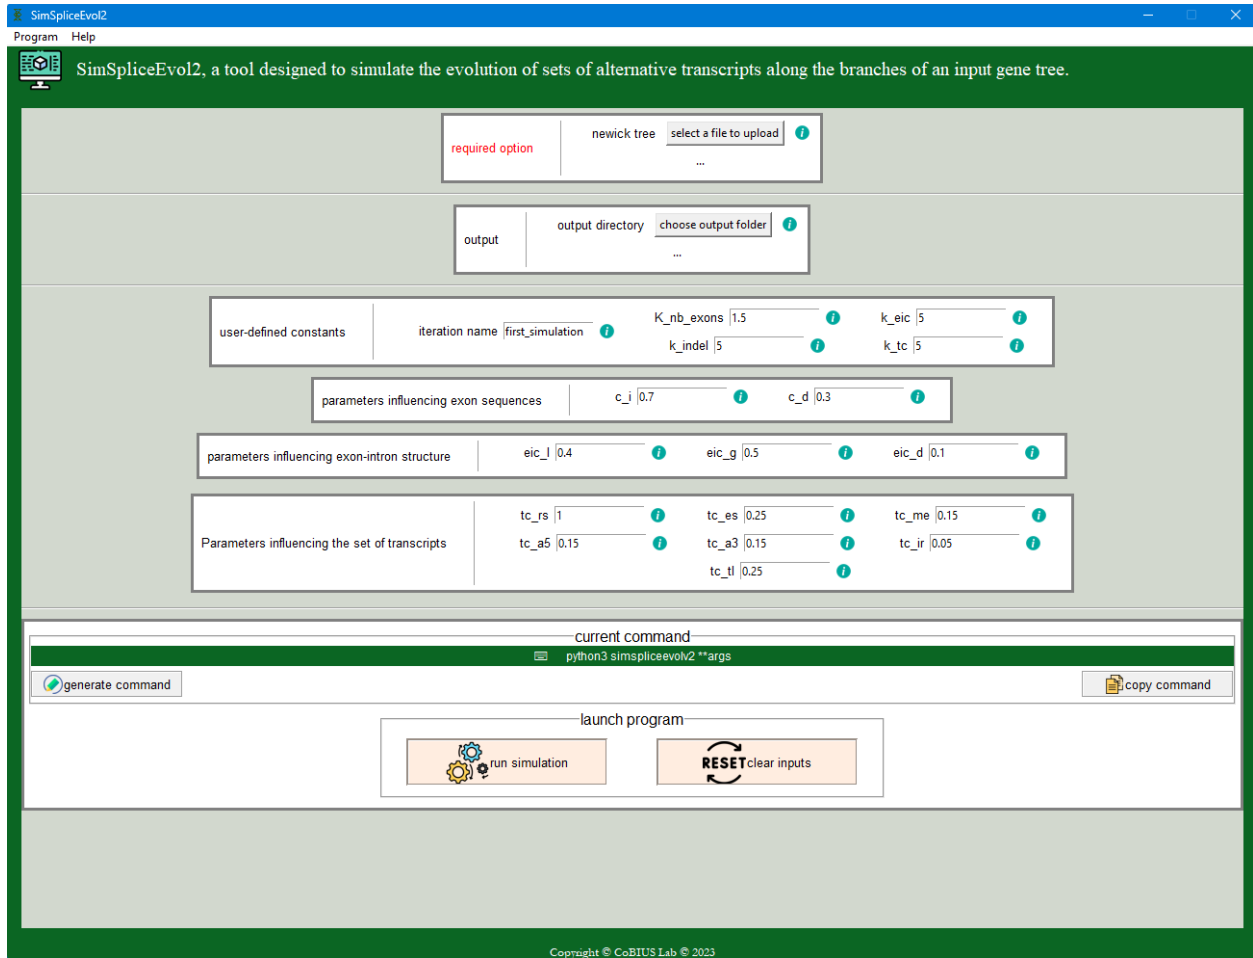 SimSpliceEvol2
Program Help
SimSpliceEvol2, a tool designed to simulate the evolution of sets of alternative transcripts along the branches of an input gene tree.
required option
newick tree select a file to upload
...
output
output directory choose output folder
...
user-defined constants
iteration name first_simulation
K_nb_exons 1.5 k_eic 5
k_indel 5 k_tc 5
parameters influencing exon sequences c_i 0.7 c_d 0.3
parameters influencing exon-intron structure eic_l 0.4 eic_g 0.5 eic_d 0.1
Parameters influencing the set of transcripts
tc_rs 1 tc_es 0.25 tc_me 0.15
tc_a5 0.15 tc_a3 0.15 tc_ir 0.05
tc_tl 0.25
current command
python3 simspliceevolv2 **args
generate command copy command
launch program
run simulation RESET clear inputs
Copyright © CoBIUS Lab © 2023